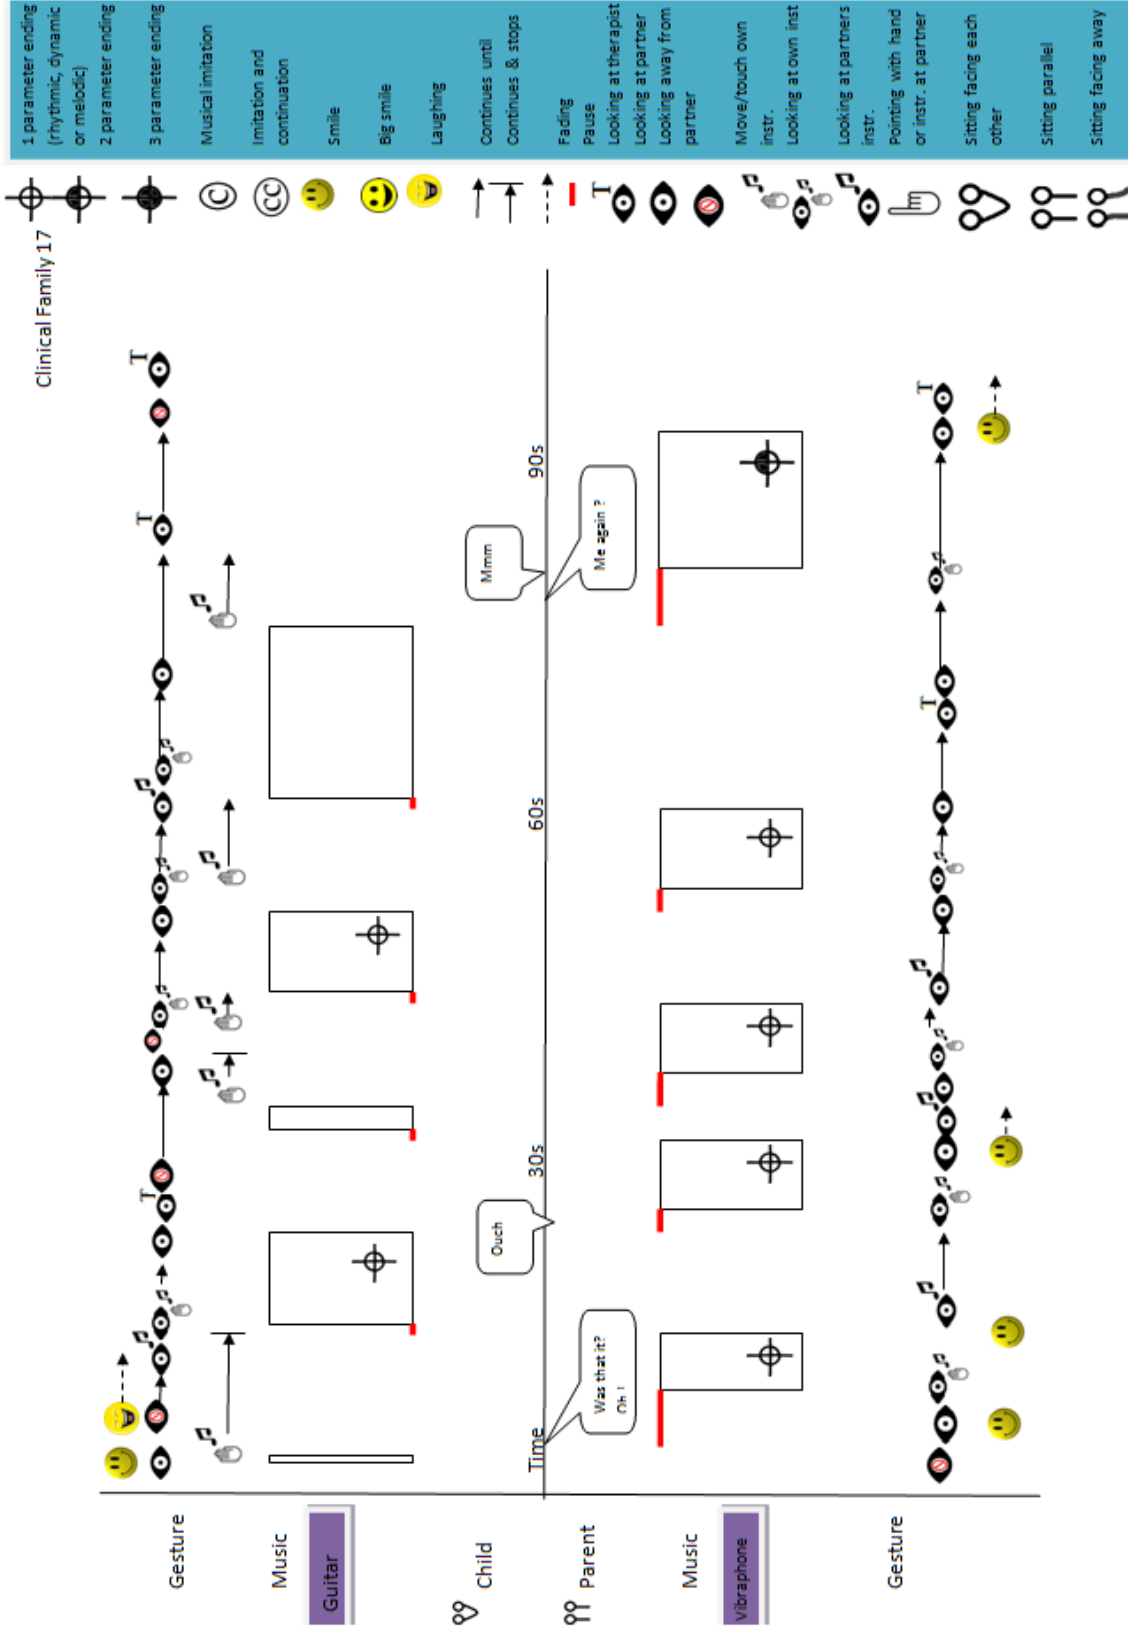 Clinical Family 17
Gesture
Music
Guitar
Child
Parent
Music
Vibraphone
Gesture
T
T
T
Ouch
Mmm
Time
30s
60s
90s
Was that it?
Oh !
Me again ?
T
T
1 parameter ending
(rhythmic, dynamic
or melodic)
2 parameter ending
3 parameter ending
© Musical imitation
cc Imitation and
continuation
Smile
Big smile
Laughing
Continues until
Continues & stops
Fading
Pause
T Looking at therapist
Looking at partner
Looking away from
partner
Move/touch own
instr.
Looking at own inst
Looking at partners
instr.
Pointing with hand
or instr. at partner
Sitting facing each
other
Sitting parallel
Sitting facing away